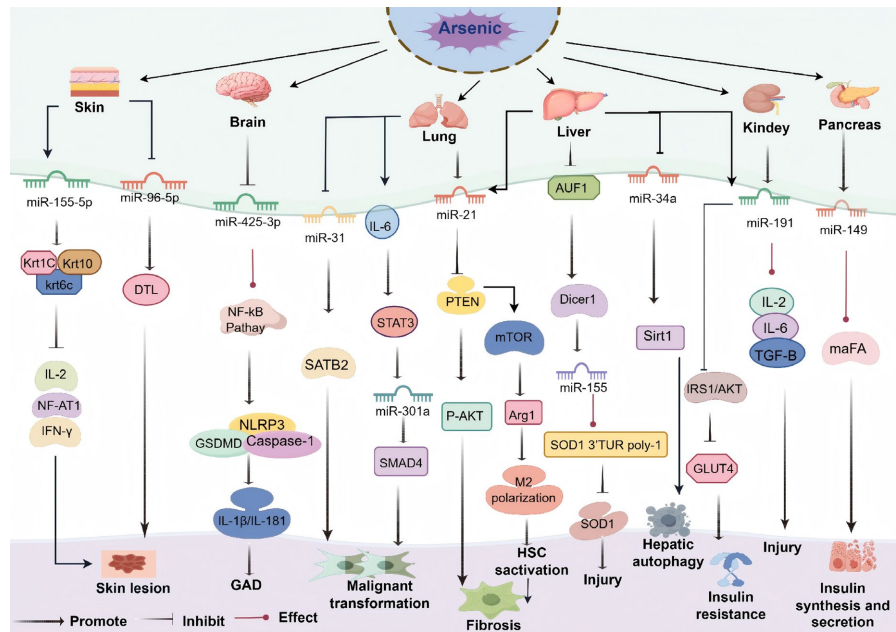 Arsenic
Skin
Brain
Lung
Liver
Kindey
Pancreas
miR-155-5p
miR-96-5p
miR-425-3p
miR-31
IL-6
miR-21
AUF1
miR-34a
miR-191
miR-149
Krt1C
Krt10
krt6c
DTL
NF-kB
Pathay
STAT3
PTEN
mTOR
Dicer1
Sirt1
IL-2
IL-6
TGF-B
maFA
IL-2
NF-AT1
IFN-γ
SATB2
miR-301a
miR-155
IRS1/AKT
NLRP3
GSDMD
Caspase-1
P-AKT
Arg1
SOD1 3'TUR poly-1
SMAD4
GLUT4
M2
polarization
IL-1β/IL-181
SOD1
Skin lesion
GAD
Malignant
transformation
HSC
sactivation
Fibrosis
Injury
Hepatic
autophagy
Insulin
resistance
Injury
Insulin
synthesis and
secretion
Promote
Inhibit
Effect